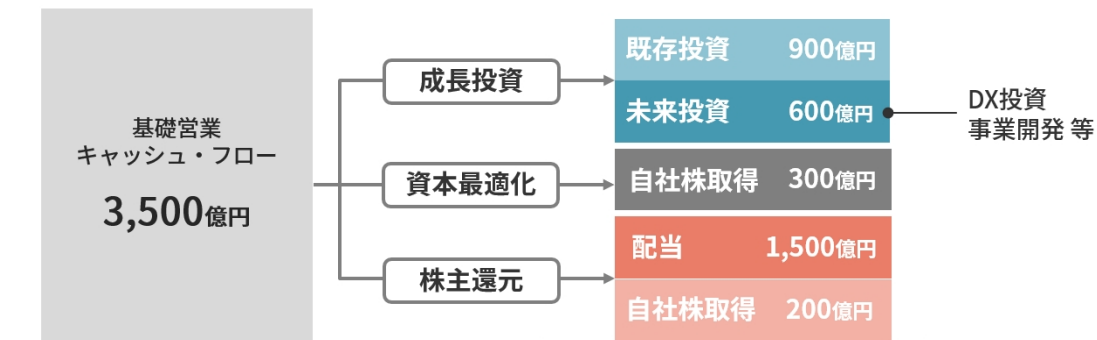 基礎営業
キャッシュ・フロー
3,500億円
成長投資
既存投資 900億円
未来投資 600億円
DX投資
事業開発 等
資本最適化
自社株取得 300億円
株主還元
配当 1,500億円
自社株取得 200億円